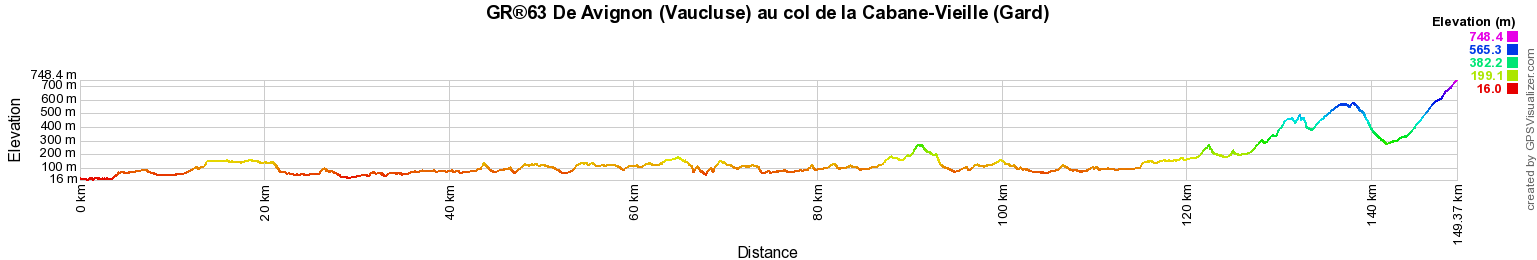 GR®63 De Avignon (Vaucluse) au col de la Cabane-Vieille (Gard)
Elevation (m)
748.4
565.3
382.2
199.1
16.0
Elevation
748.4 m
700 m
600 m
500 m
400 m
300 m
200 m
100 m
16 m
0 km
20 km
40 km
60 km
80 km
100 km
120 km
140 km
149.37 km
Distance
created by GPSVisualizer.com